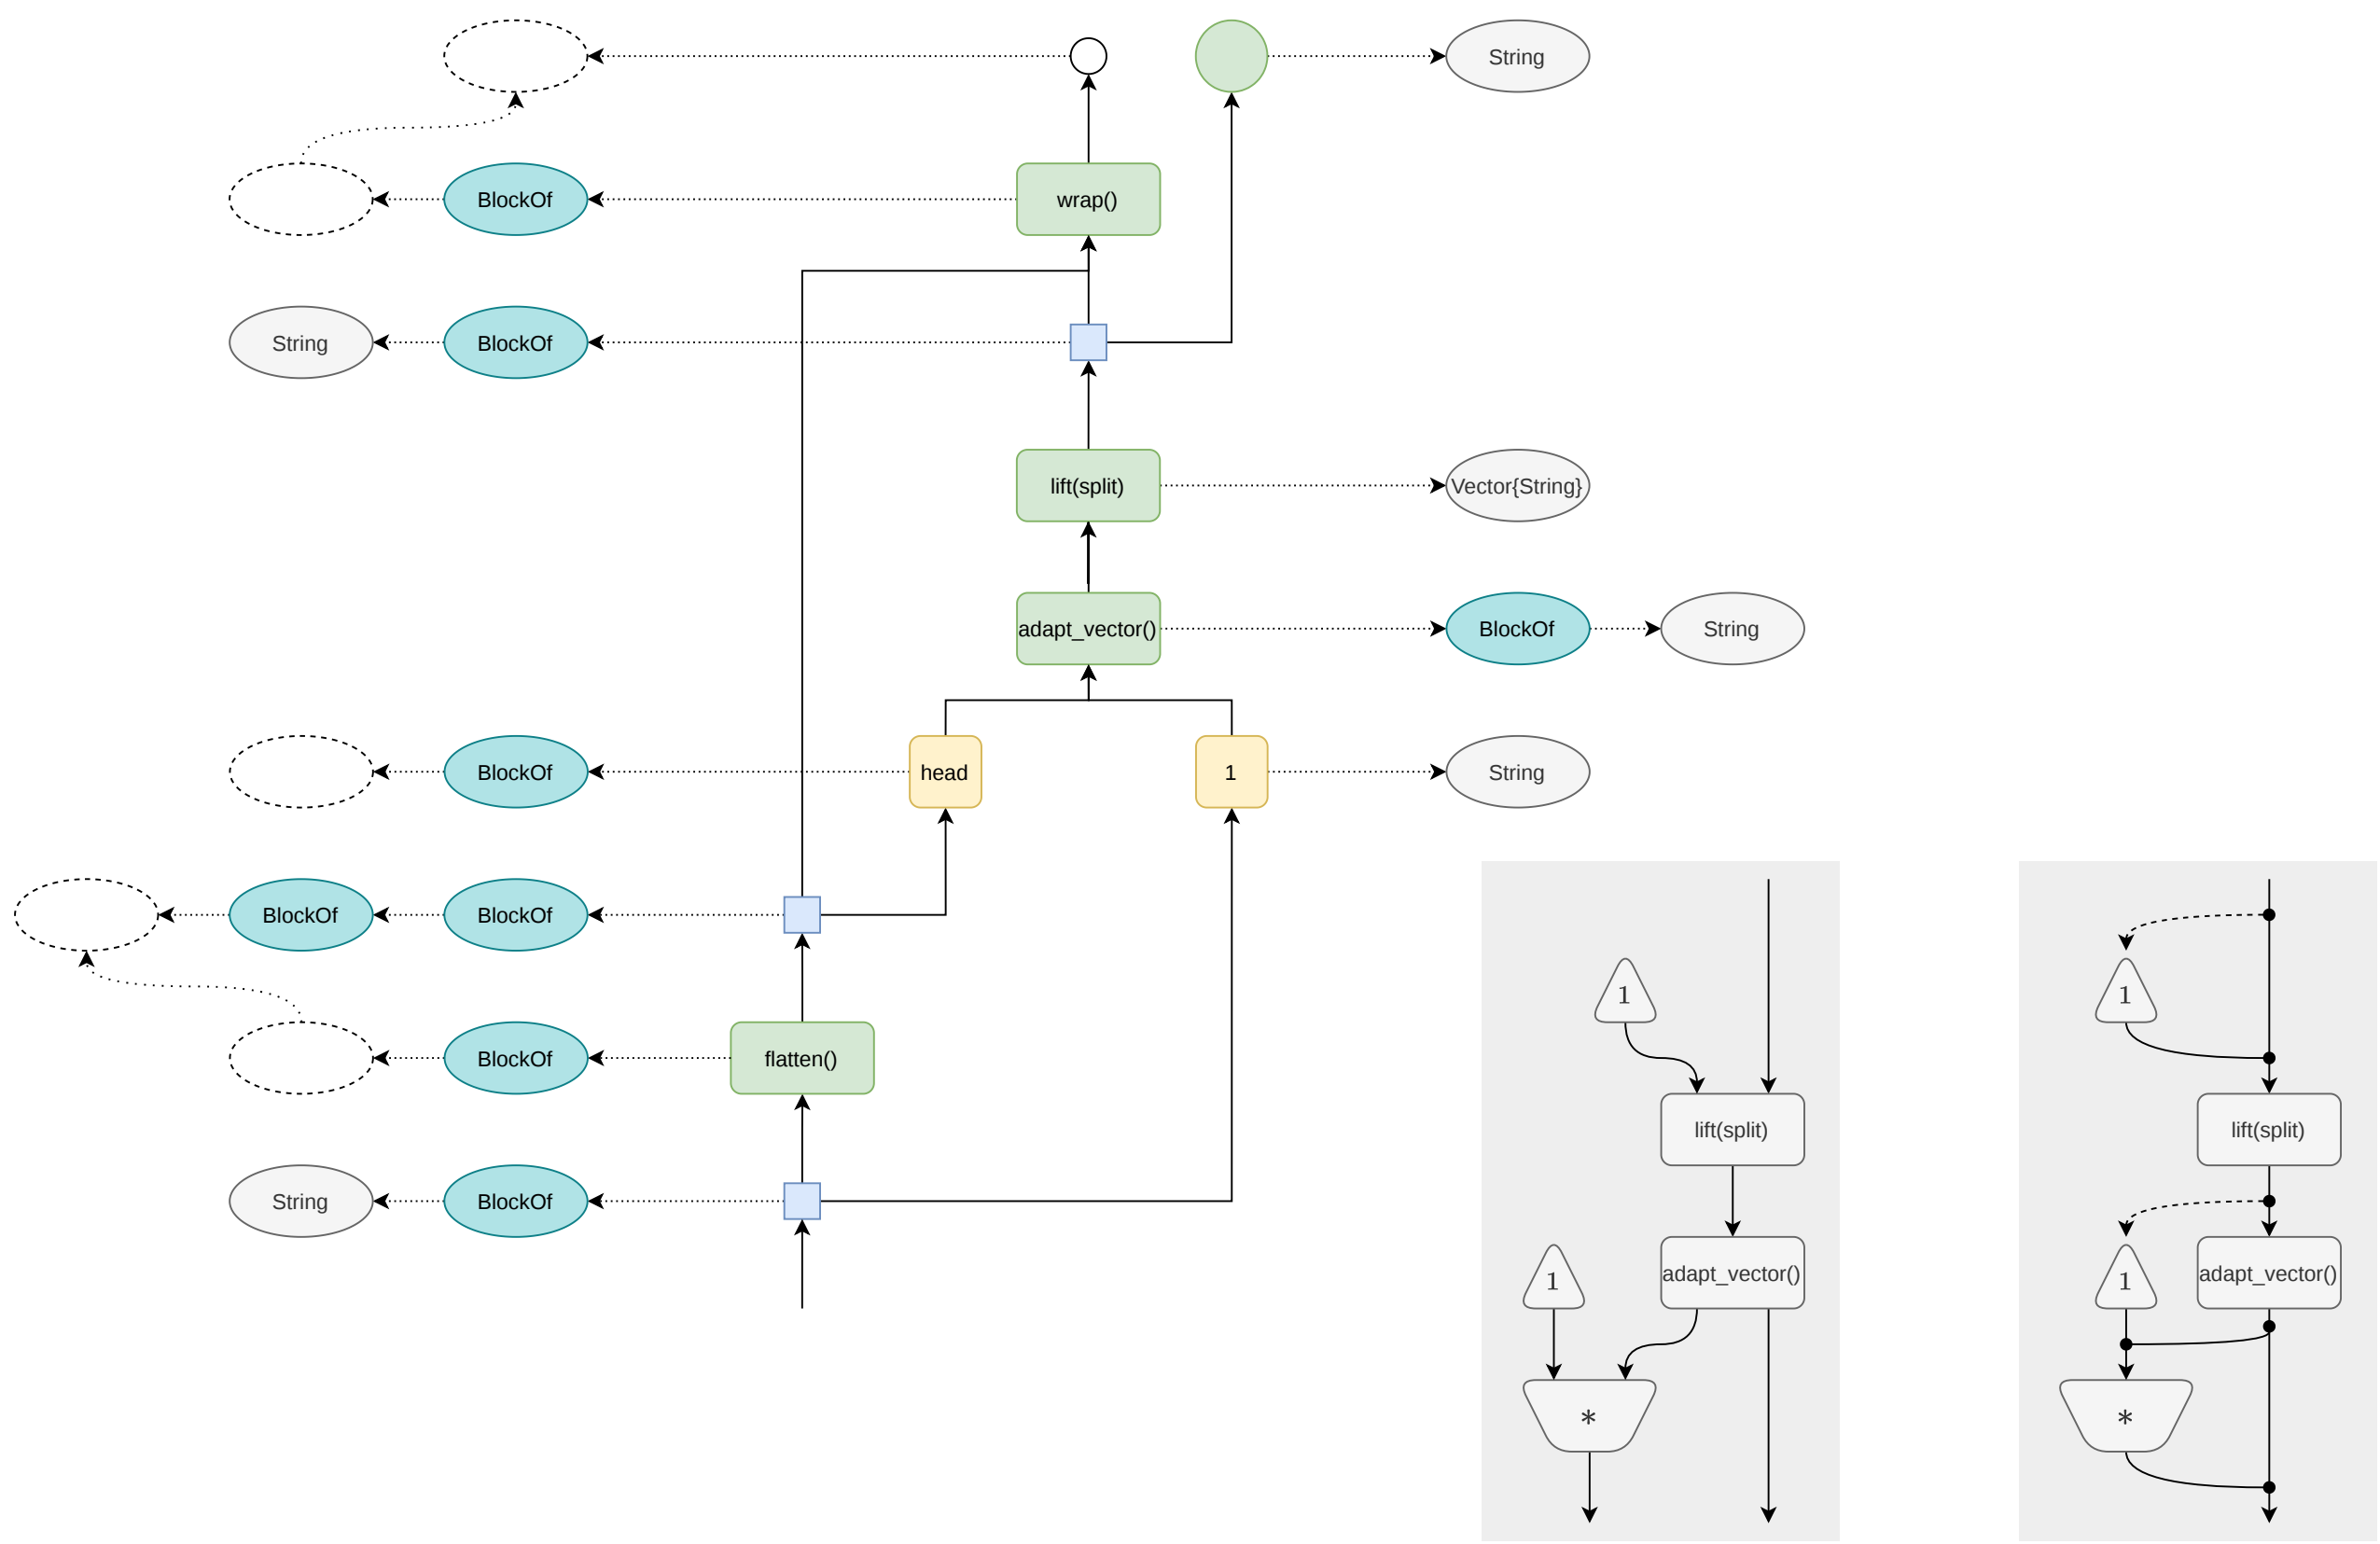 String
BlockOf
wrap()
String
BlockOf
lift(split)
Vector{String}
adapt_vector()
BlockOf
String
BlockOf
head
1
String
BlockOf
BlockOf
1
1
BlockOf
flatten()
lift(split)
lift(split)
String
BlockOf
1
adapt_vector()
1
adapt_vector()
*
*